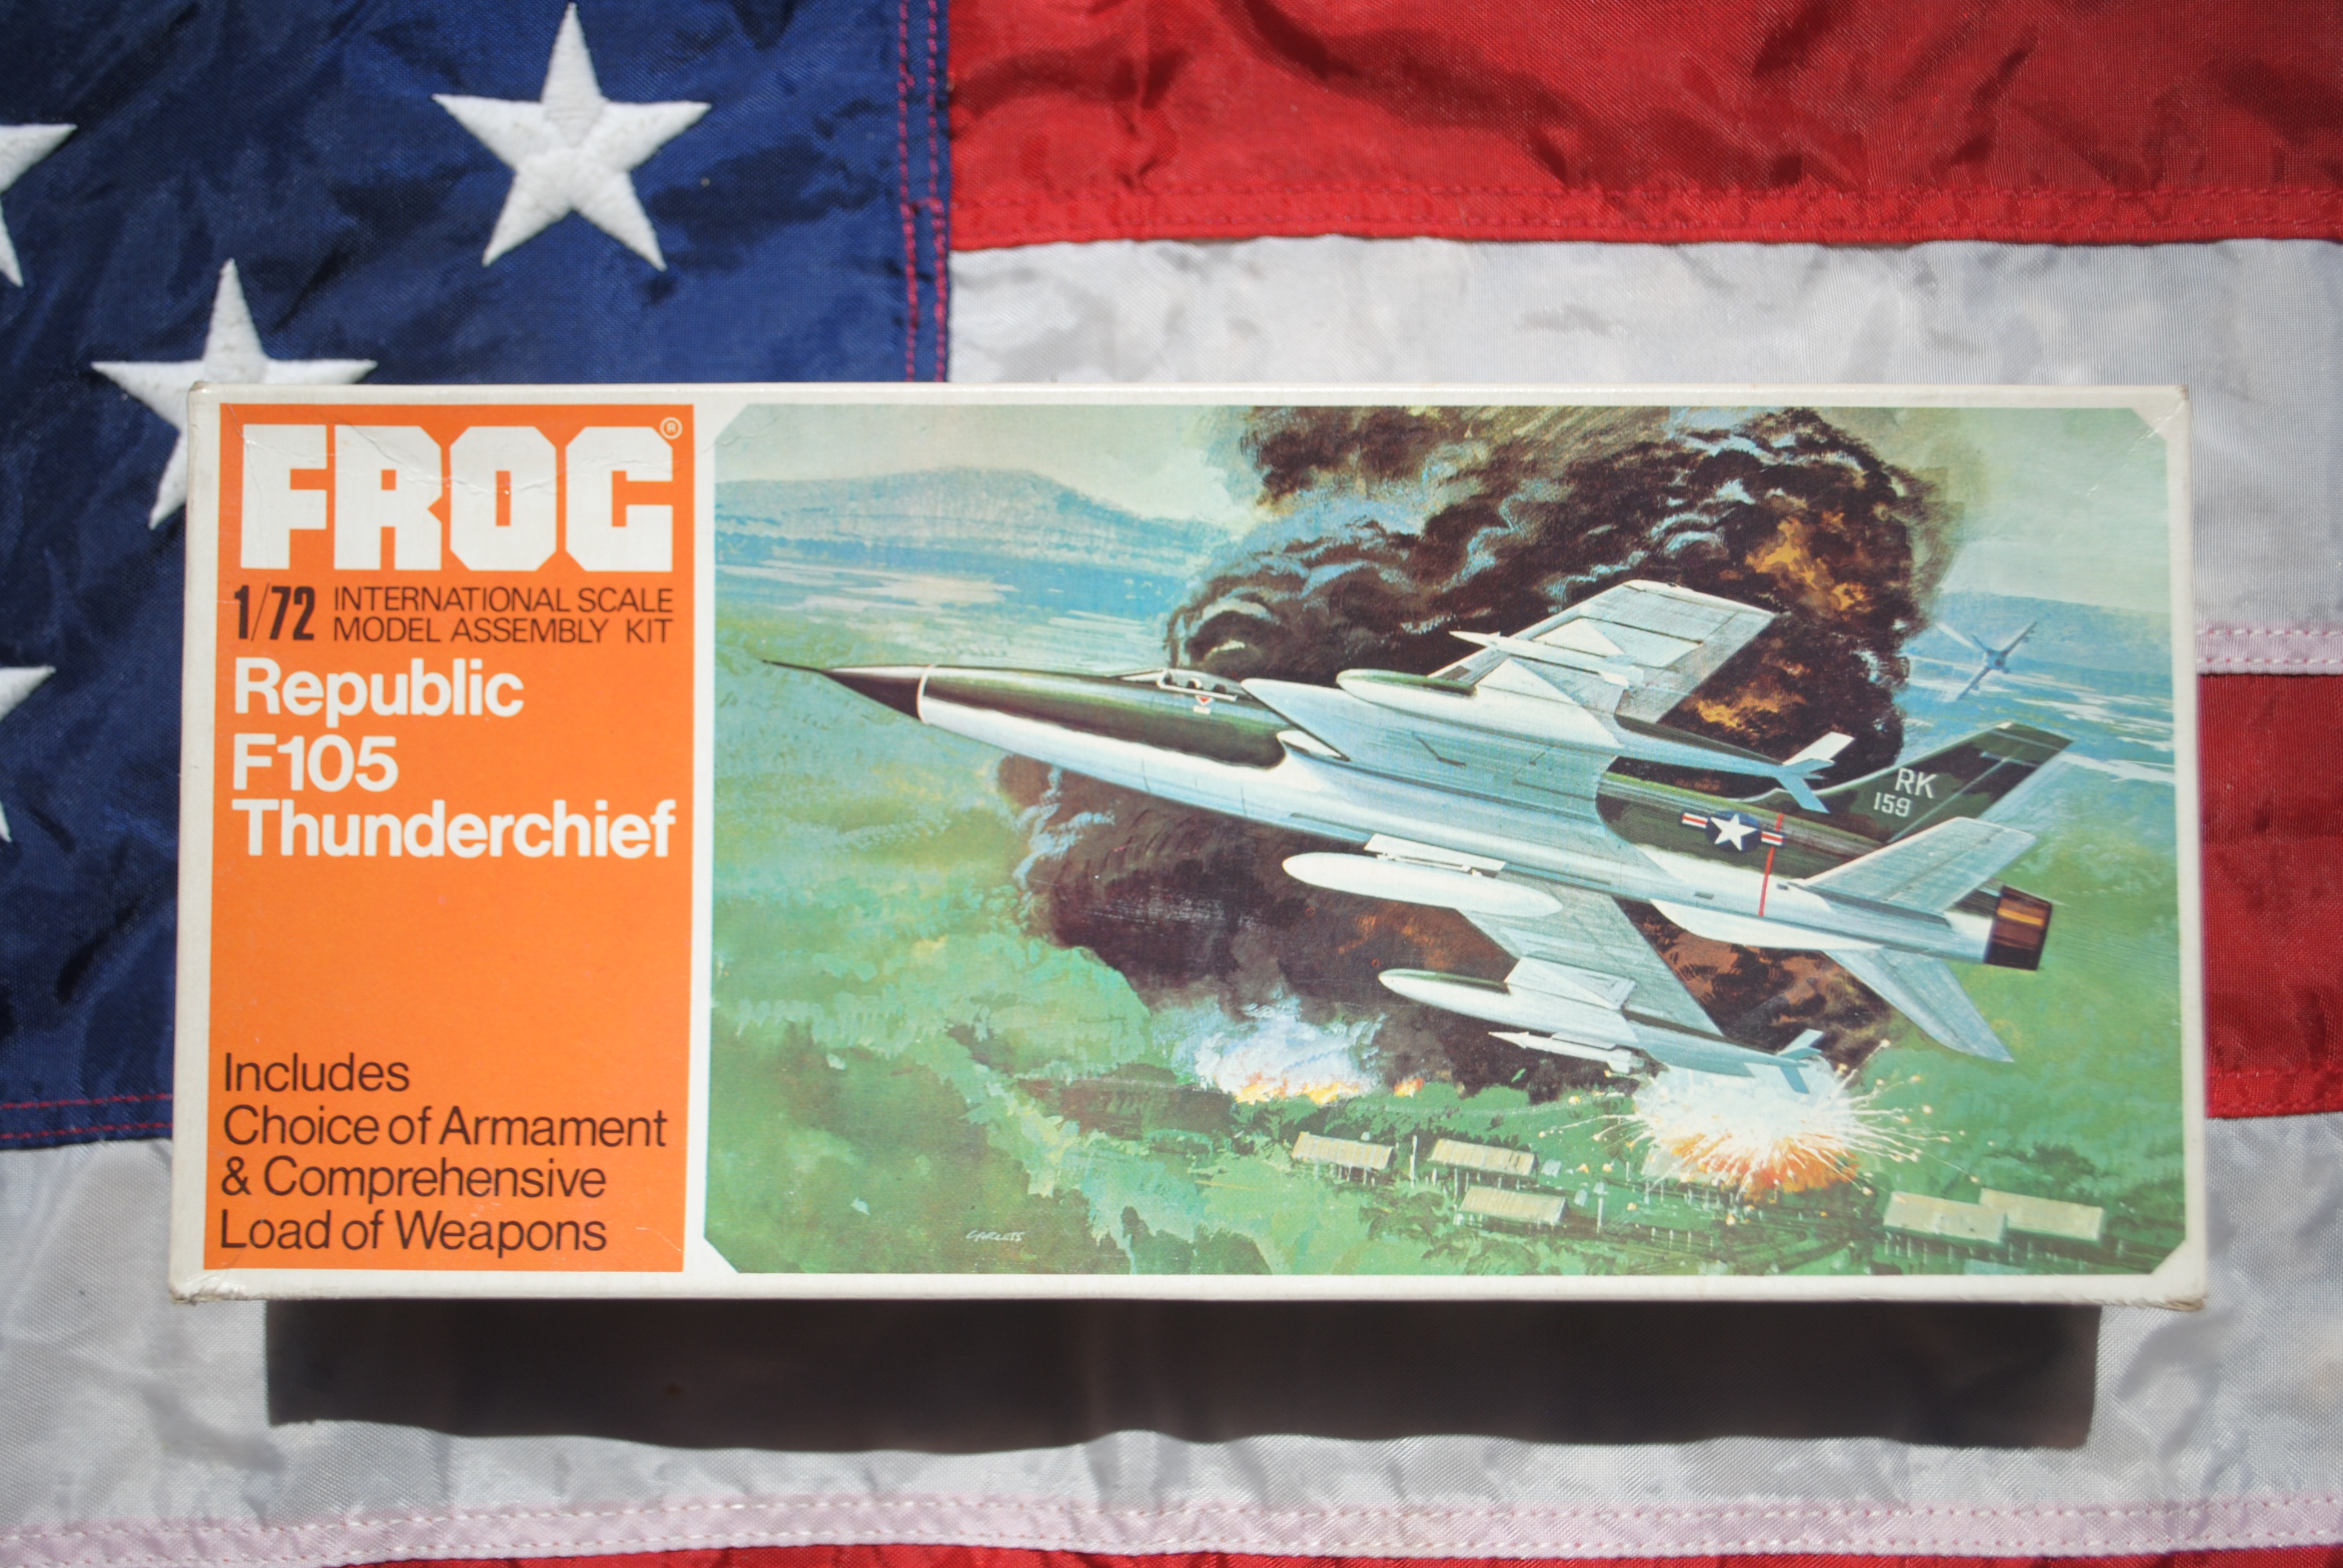 FROG®
1/72 INTERNATIONAL SCALE
MODEL ASSEMBLY KIT
Republic
F105
Thunderchief
Includes
Choice of Armament
& Comprehensive
Load of Weapons
RK
159